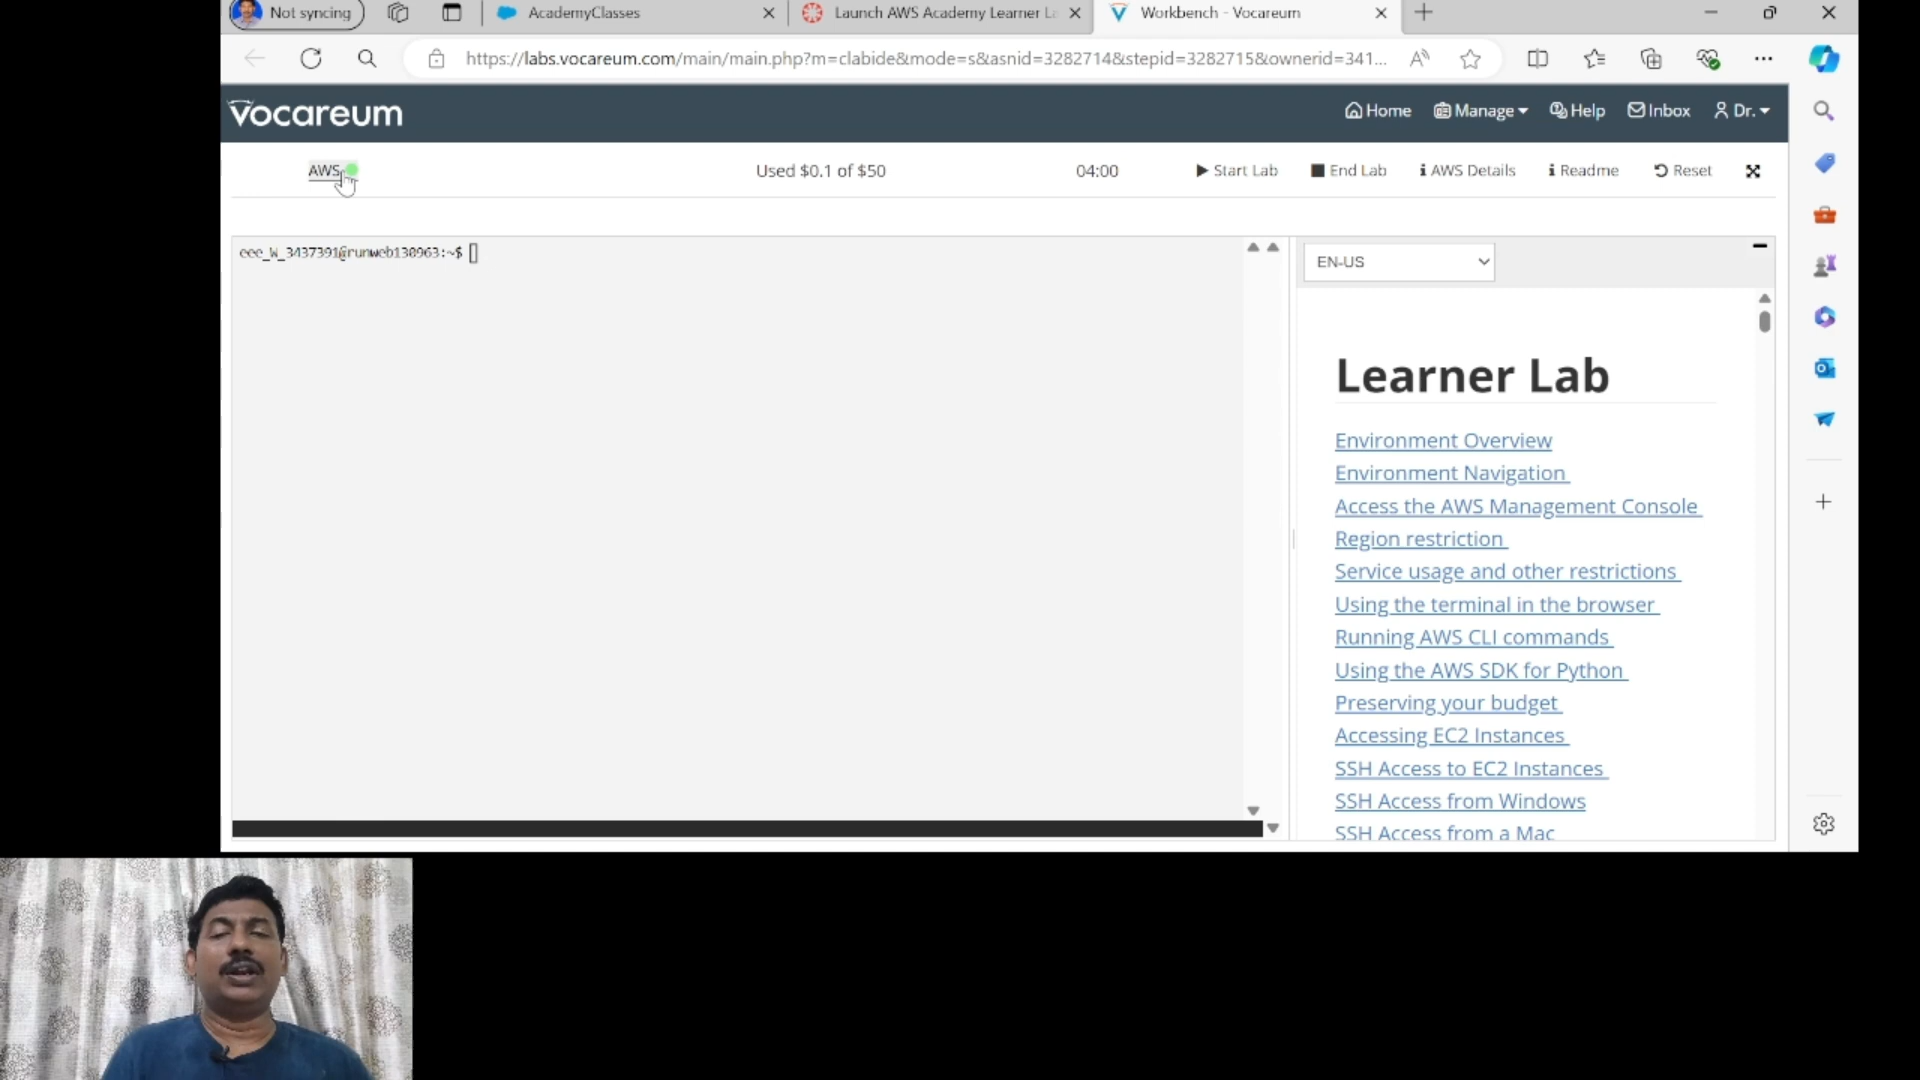 Not syncing
AcademyClasses
Launch AWS Academy Learner La
Workbench - Vocareum
https://labs.vocareum.com/main/main.php?m=clabide&mode=s&asnid=3282714&stepid=3282715&ownerid=341...
Vocareum
Home
Manage
Help
Inbox
Dr.
AWS
Used $0.1 of $50
04:00
Start Lab
End Lab
AWS Details
Readme
Reset
eee_W_3437391@runweb130963:~$
EN-US
Learner Lab
Environment Overview
Environment Navigation
Access the AWS Management Console
Region restriction
Service usage and other restrictions
Using the terminal in the browser
Running AWS CLI commands
Using the AWS SDK for Python
Preserving your budget
Accessing EC2 Instances
SSH Access to EC2 Instances
SSH Access from Windows
SSH Access from a Mac